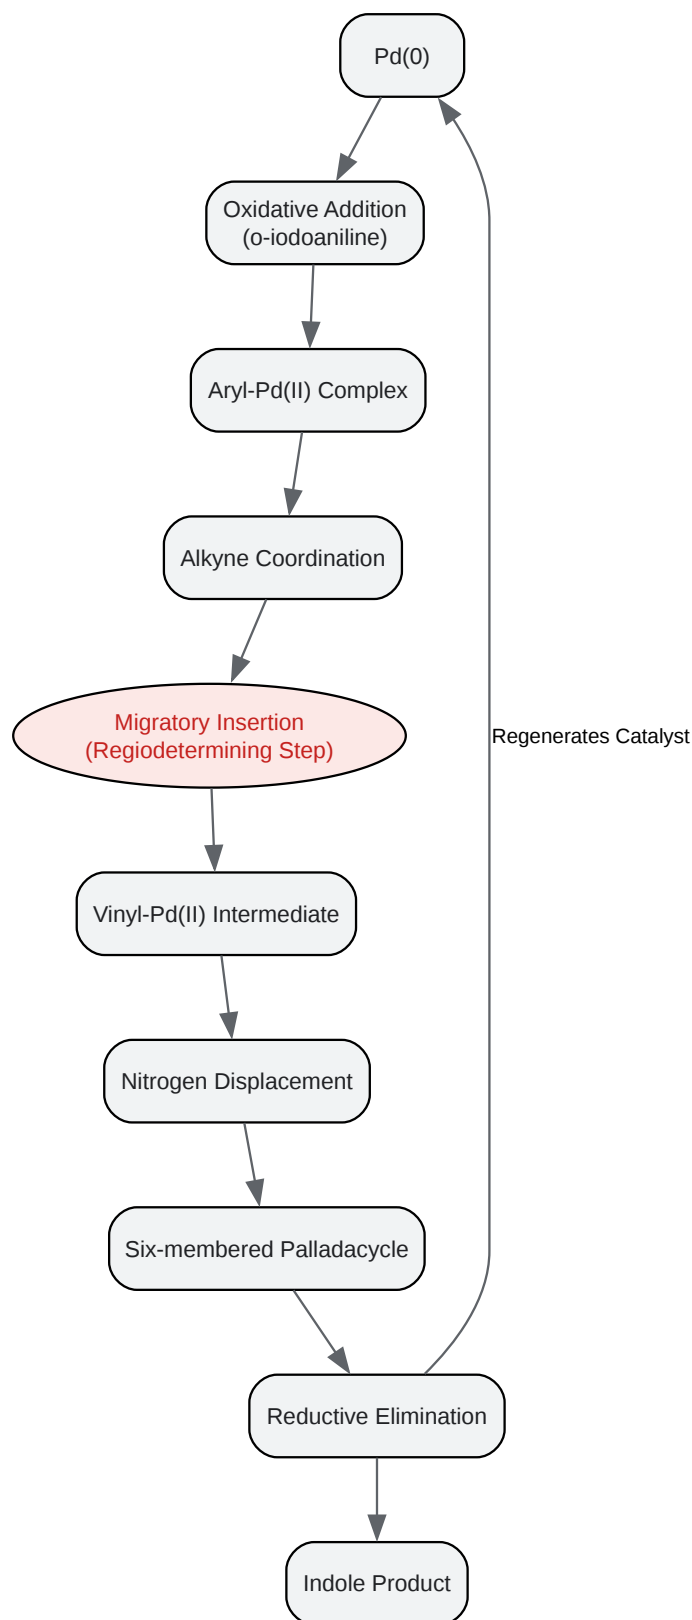 Pd(0)
Oxidative Addition
(o-iodoaniline)
Aryl-Pd(II) Complex
Alkyne Coordination
Migratory Insertion
(Regiodetermining Step)
Regenerates Catalyst
Vinyl-Pd(II) Intermediate
Nitrogen Displacement
Six-membered Palladacycle
Reductive Elimination
Indole Product